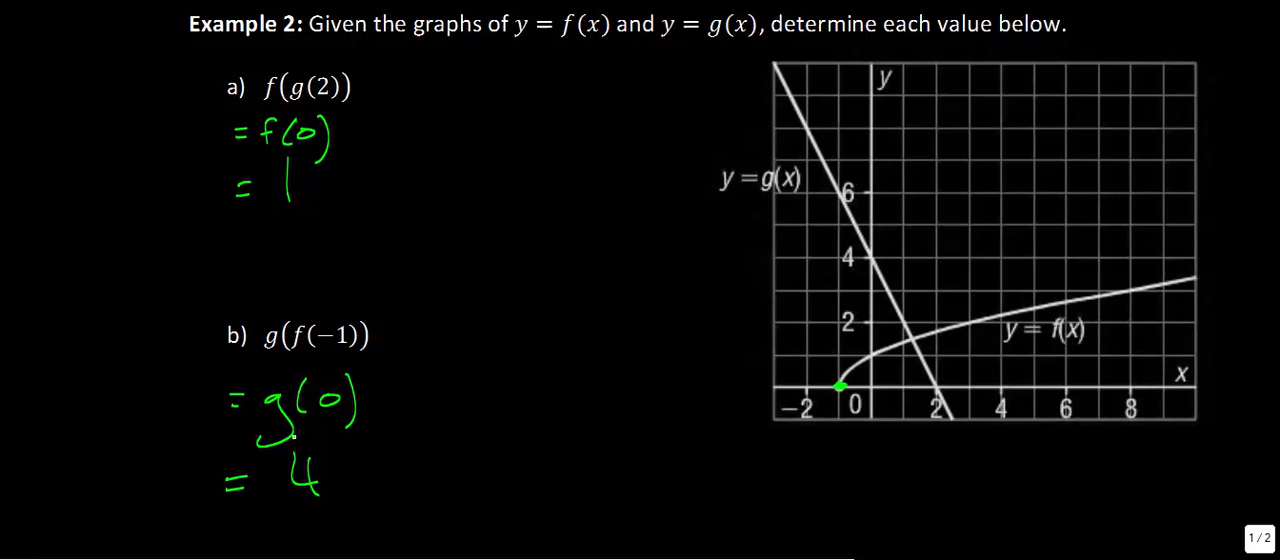 Example 2: Given the graphs of y = f(x) and y = g(x), determine each value below.
a) f(g(2))
= f(0)
= 1
b) g(f(−1))
= g(0)
= 4
y
y = g(x)
6
4
2
y = f(x)
x
−2 0 2 4 6 8
1 / 2